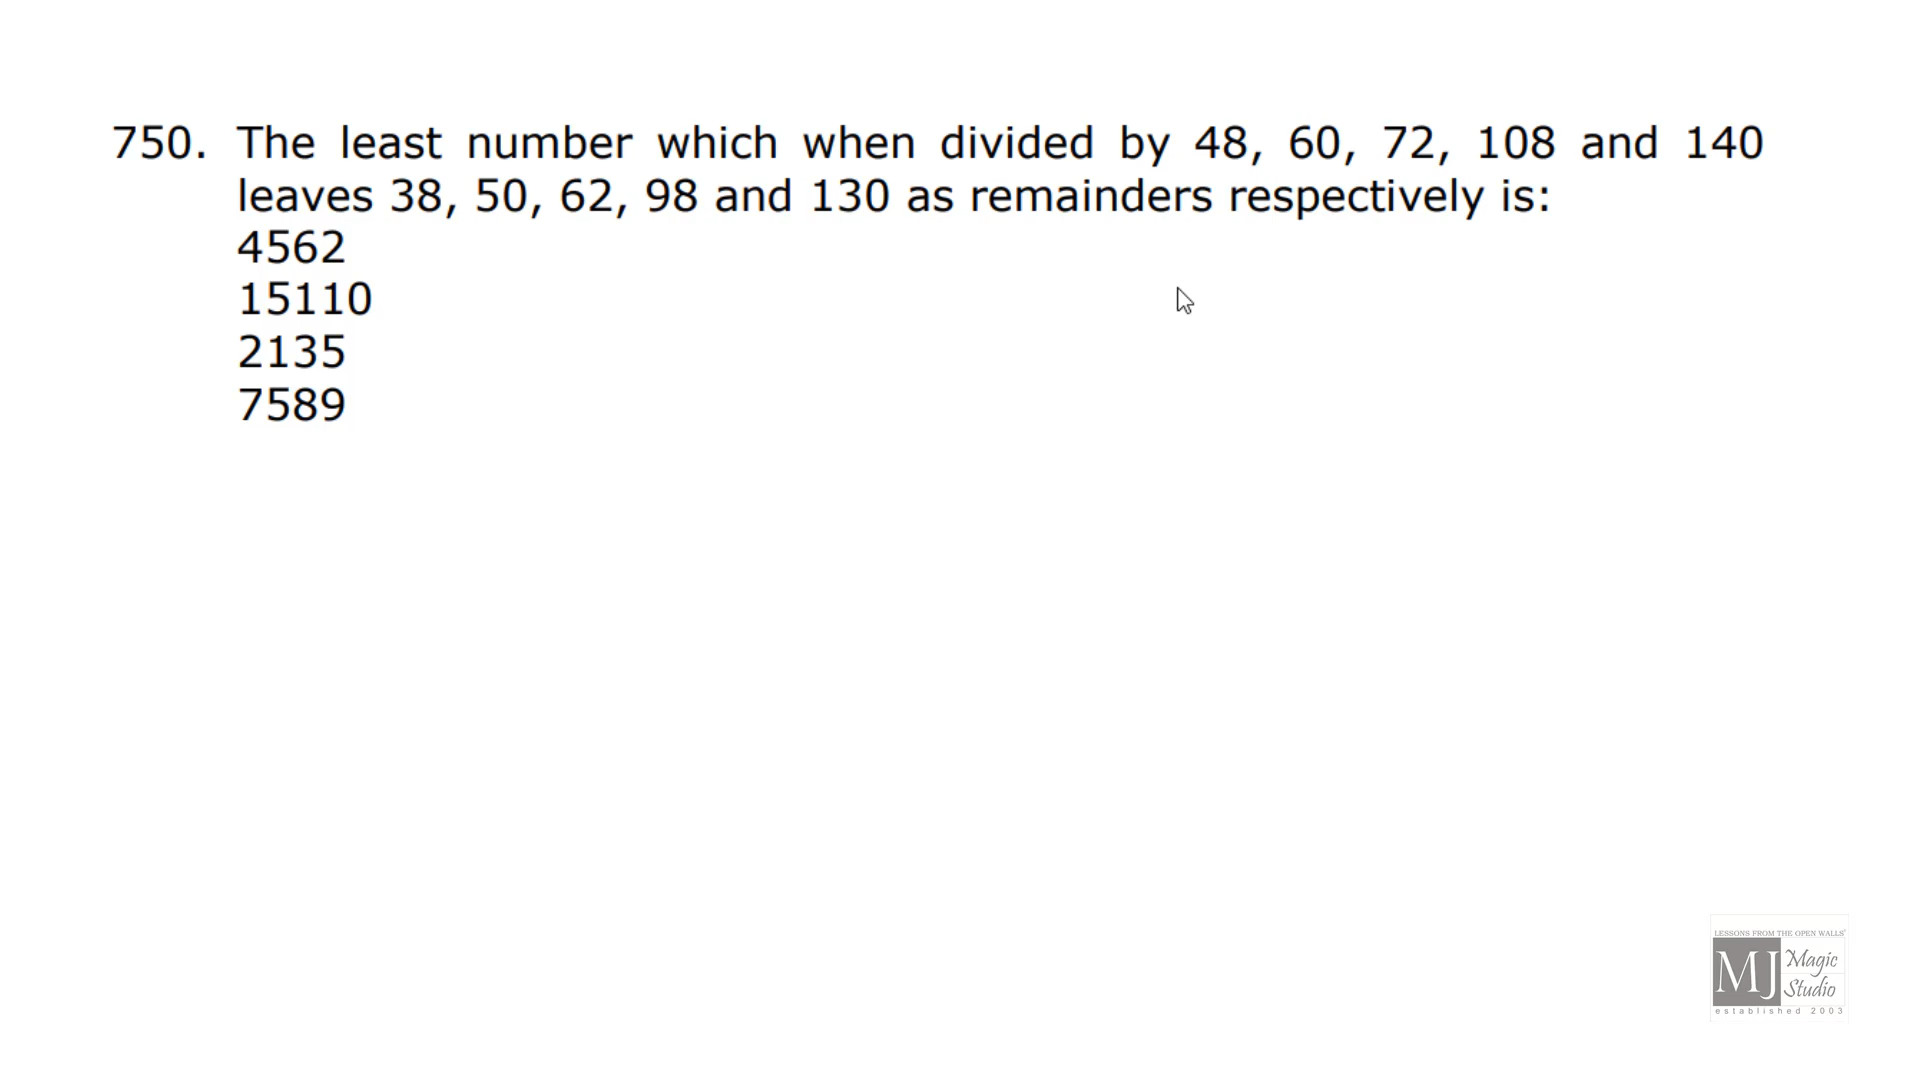 750. The least number which when divided by 48, 60, 72, 108 and 140
leaves 38, 50, 62, 98 and 130 as remainders respectively is:
4562
15110
2135
7589
LESSONS FROM THE OPEN WALLS
MJ Magic
Studio
established 2003